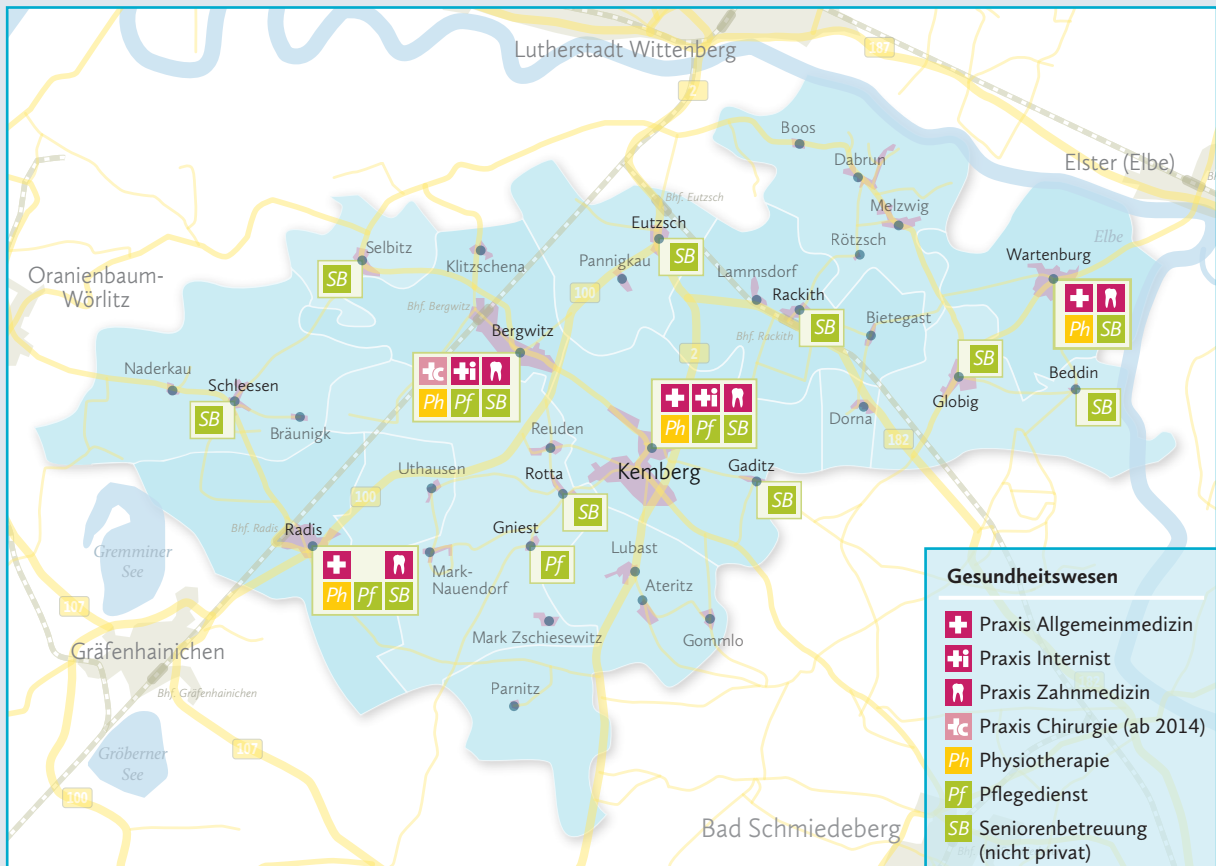 Lutherstadt Wittenberg
187
2
Boos
Dabrun
Elster (Elbe)
Melzwig
Bhf. Eutzsch
Eutzsch
SB
Selbitz
SB
Klitzschena
Pannigkau
Rötzsch
Elbe
Wartenburg
Ph
SB
Oranienbaum-
Wörlitz
Lammsdorf
Rackith
SB
100
Bhf. Bergwitz
Bergwitz
Bhf. Rackith
Bietegast
2
SB
Globig
Beddin
SB
c
i
Ph
Pf
SB
i
Ph
Pf
SB
Naderkau
Schleesen
SB
Bräunigk
Dorna
182
Reuden
Kemberg
Gaditz
SB
Uthausen
Rotta
SB
100
Bhf. Radis
Radis
Ph
Pf
SB
Gniest
Pf
Gremminer
See
Mark-
Nauendorf
Lubast
Ateritz
Mark Zschiesewitz
Gommlo
107
Gräfenhainichen
Bhf. Gräfenhainichen
Parnitz
Gröberner
See
107
100
Bad Schmiedeberg
Gesundheitswesen
Praxis Allgemeinmedizin
i Praxis Internist
Praxis Zahnmedizin
c Praxis Chirurgie (ab 2014)
Ph Physiotherapie
Pf Pflegedienst
SB Seniorenbetreuung
(nicht privat)